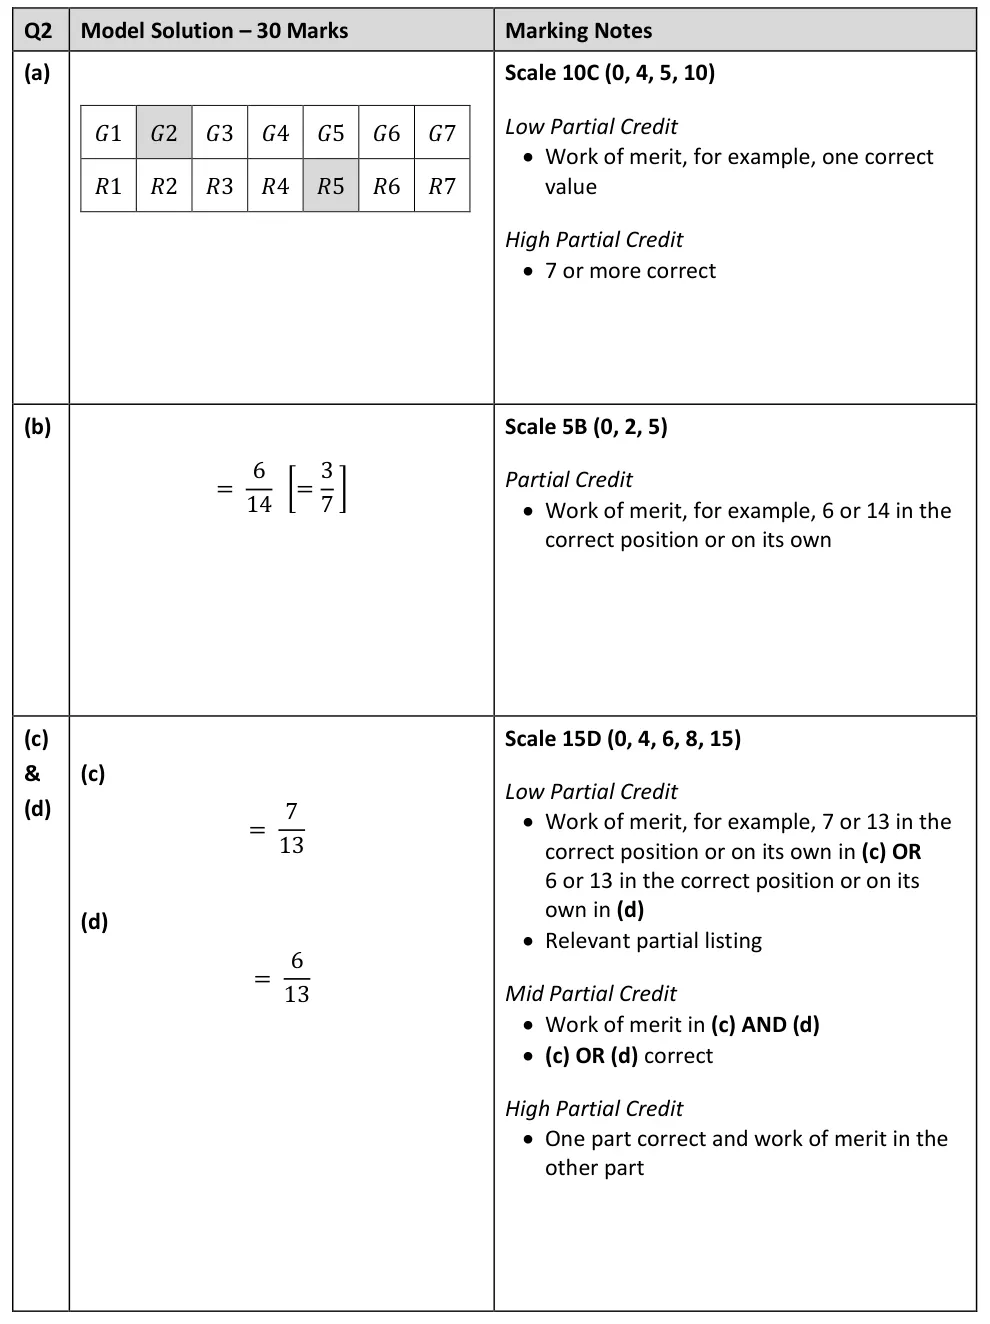 Q2 Model Solution – 30 Marks Marking Notes
(a) Scale 10C (0, 4, 5, 10)
G1 G2 G3 G4 G5 G6 G7
R1 R2 R3 R4 R5 R6 R7
Low Partial Credit
• Work of merit, for example, one correct
value
High Partial Credit
• 7 or more correct
(b) Scale 5B (0, 2, 5)
= 6/14 [= 3/7]
Partial Credit
• Work of merit, for example, 6 or 14 in the
correct position or on its own
(c)
&
(d)
(c)
= 7/13
(d)
= 6/13
Scale 15D (0, 4, 6, 8, 15)
Low Partial Credit
• Work of merit, for example, 7 or 13 in the
correct position or on its own in (c) OR
6 or 13 in the correct position or on its
own in (d)
• Relevant partial listing
Mid Partial Credit
• Work of merit in (c) AND (d)
• (c) OR (d) correct
High Partial Credit
• One part correct and work of merit in the
other part